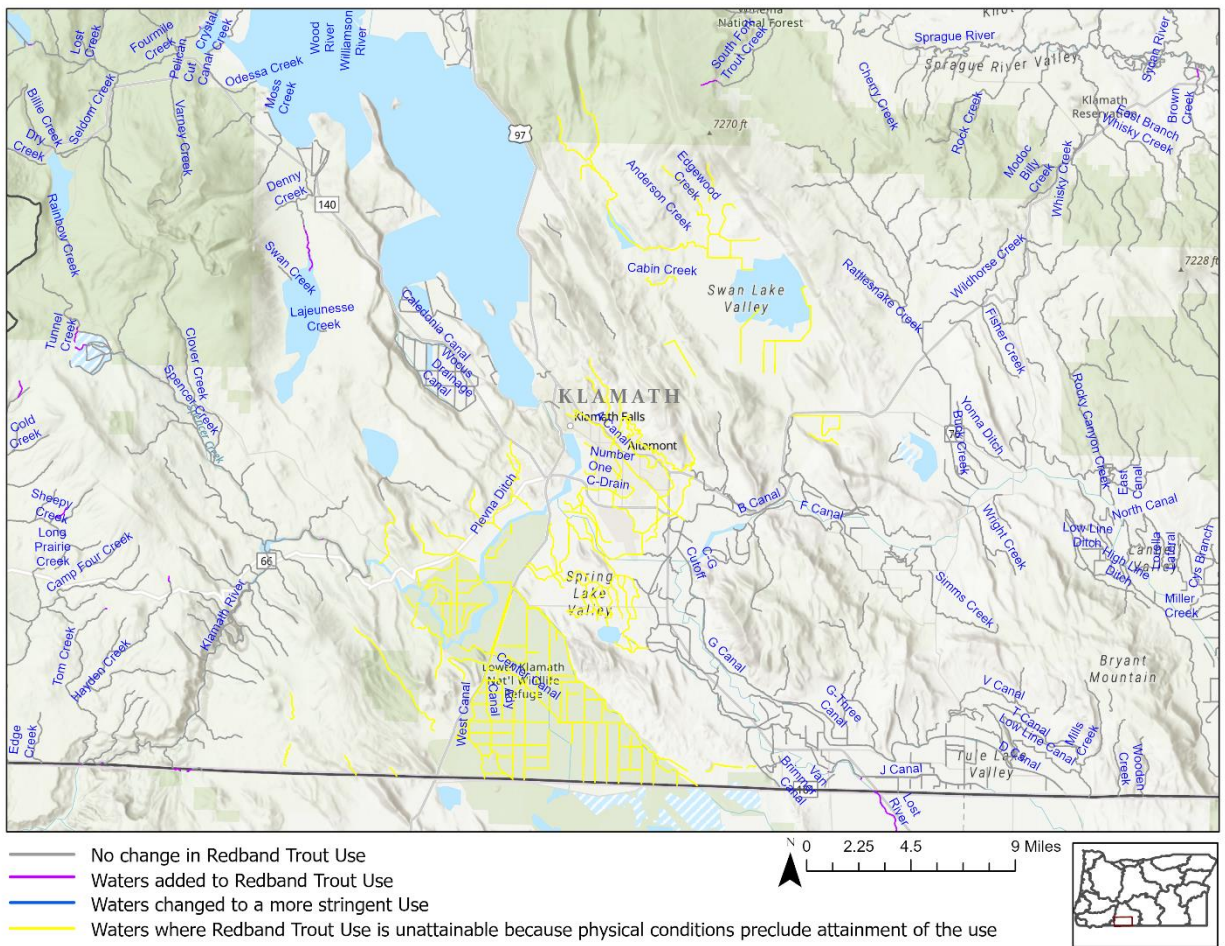 Lost
Creek
Fourmile
Creek
Pelican
Cut
Crystal
Creek
Canal
Wood
River
Williamson
River
Odessa Creek
Moss
Creek
Billie Creek
Seldom Creek
Dry
Creek
Varney Creek
Denny
Creek
140
97
Rainbow Creek
Swan Creek
Lajeunesse
Creek
Tunnel
Creek
Clover Creek
Spencer Creek
Cold
Creek
Caledonia Canal
Wocus
Drainage
Canal
National Forest
South Fork
Trout Creek
7270 ft
Edgewood
Creek
Anderson Creek
Cabin Creek
Swan Lake
Valley
Sprague River
Sprague River Valley
Sycan River
Cherry Creek
Rock Creek
Klamath
Brown
Creek
East Branch
Whisky Creek
Modoc
Billy
Creek
Whisky Creek
7228 ft
Wildhorse Creek
Rattlesnake Creek
Fisher Creek
KLAMATH
Klamath Falls
Altamont
Number
One
C-Drain
Plevna Ditch
B Canal
F Canal
C-G
Cutoff
Yonna Ditch
Buck Creek
Rocky Canyon Creek
East
Canal
North Canal
Low Line
Ditch
High Line
Ditch
Cys Branch
Miller
Creek
Wright Creek
Simms Creek
Sheepy
Creek
Long
Prairie
Creek
Camp Four Creek
66
Klamath River
Tom Creek
Hayden Creek
Edge
Creek
Spring
Lake
Valley
Lower Klamath
Nat'l Wildlife
Refuge
Center Canal
Ady
Canal
West Canal
G Canal
G-Three
Canal
Bryant
Mountain
V Canal
T Canal
Low Line Canal
D Canal
Mills
Creek
Wooden
Creek
Tule Lake
Valley
J Canal
Van
Brimmer
Canal
Lost
River
No change in Redband Trout Use
Waters added to Redband Trout Use
Waters changed to a more stringent Use
Waters where Redband Trout Use is unattainable because physical conditions preclude attainment of the use
N
0 2.25 4.5 9 Miles